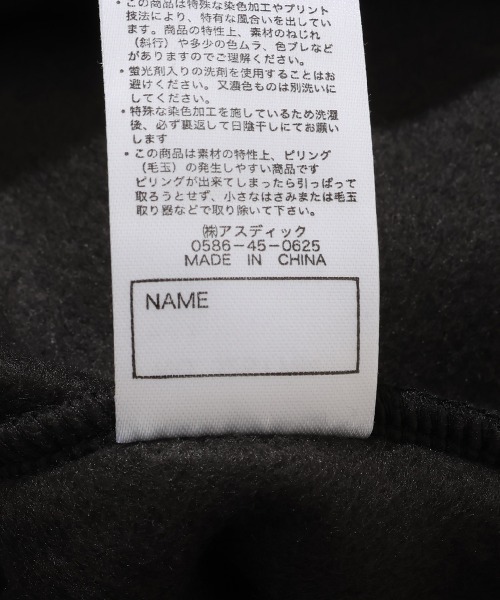 ・この商品は特殊な染色加工やプリント
技法により、特有な風合いを出してい
ます。商品の特性上、素材のねじれ
（斜行）や多少の色ムラ、色ブレなど
がありますのでご理解ください。
・蛍光剤入りの洗剤を使用することはお
避けください。又濃色ものは別洗いに
してください。
・特殊な染色加工を施しているため洗濯
後、必ず裏返して日陰干しにてお願い
します
・この商品は素材の特性上、ピリング
（毛玉）の発生しやすい商品です
ピリングが出来てしまったら引っぱって
取ろうとせず、小さなはさみまたは毛玉
取り器などで取り除いて下さい。
㈱アスディック
0586-45-0625
MADE IN CHINA
NAME